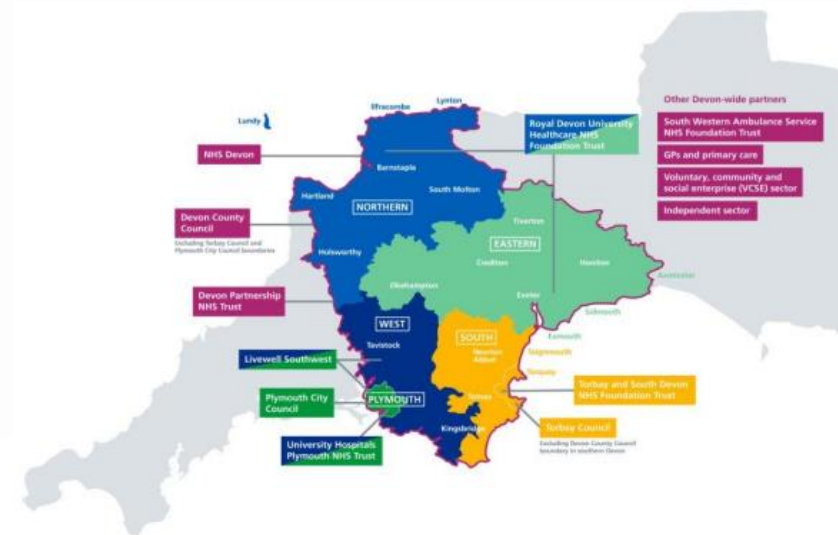 Lynton
Ilfracombe
Lundy
Other Devon-wide partners
Royal Devon University
Healthcare NHS
Foundation Trust
South Western Ambulance Service
NHS Foundation Trust
NHS Devon
GPs and primary care
Barnstaple
Voluntary, community and
social enterprise (VCSE) sector
South Molton
Hartland
NORTHERN
Independent sector
Devon County
Council
Excluding Torbay Council and
Plymouth City Council boundaries
Tiverton
EASTERN
Holsworthy
Crediton
Honiton
Axminster
Okehampton
Exeter
Devon Partnership
NHS Trust
Sidmouth
WEST
Exmouth
SOUTH
Tavistock
Newton
Abbot
Teignmouth
Livewell Southwest
Torquay
Torbay and South Devon
NHS Foundation Trust
Plymouth City
Council
PLYMOUTH
Totnes
Torbay Council
Excluding Devon County Council
boundary in southern Devon
Kingsbridge
University Hospitals
Plymouth NHS Trust